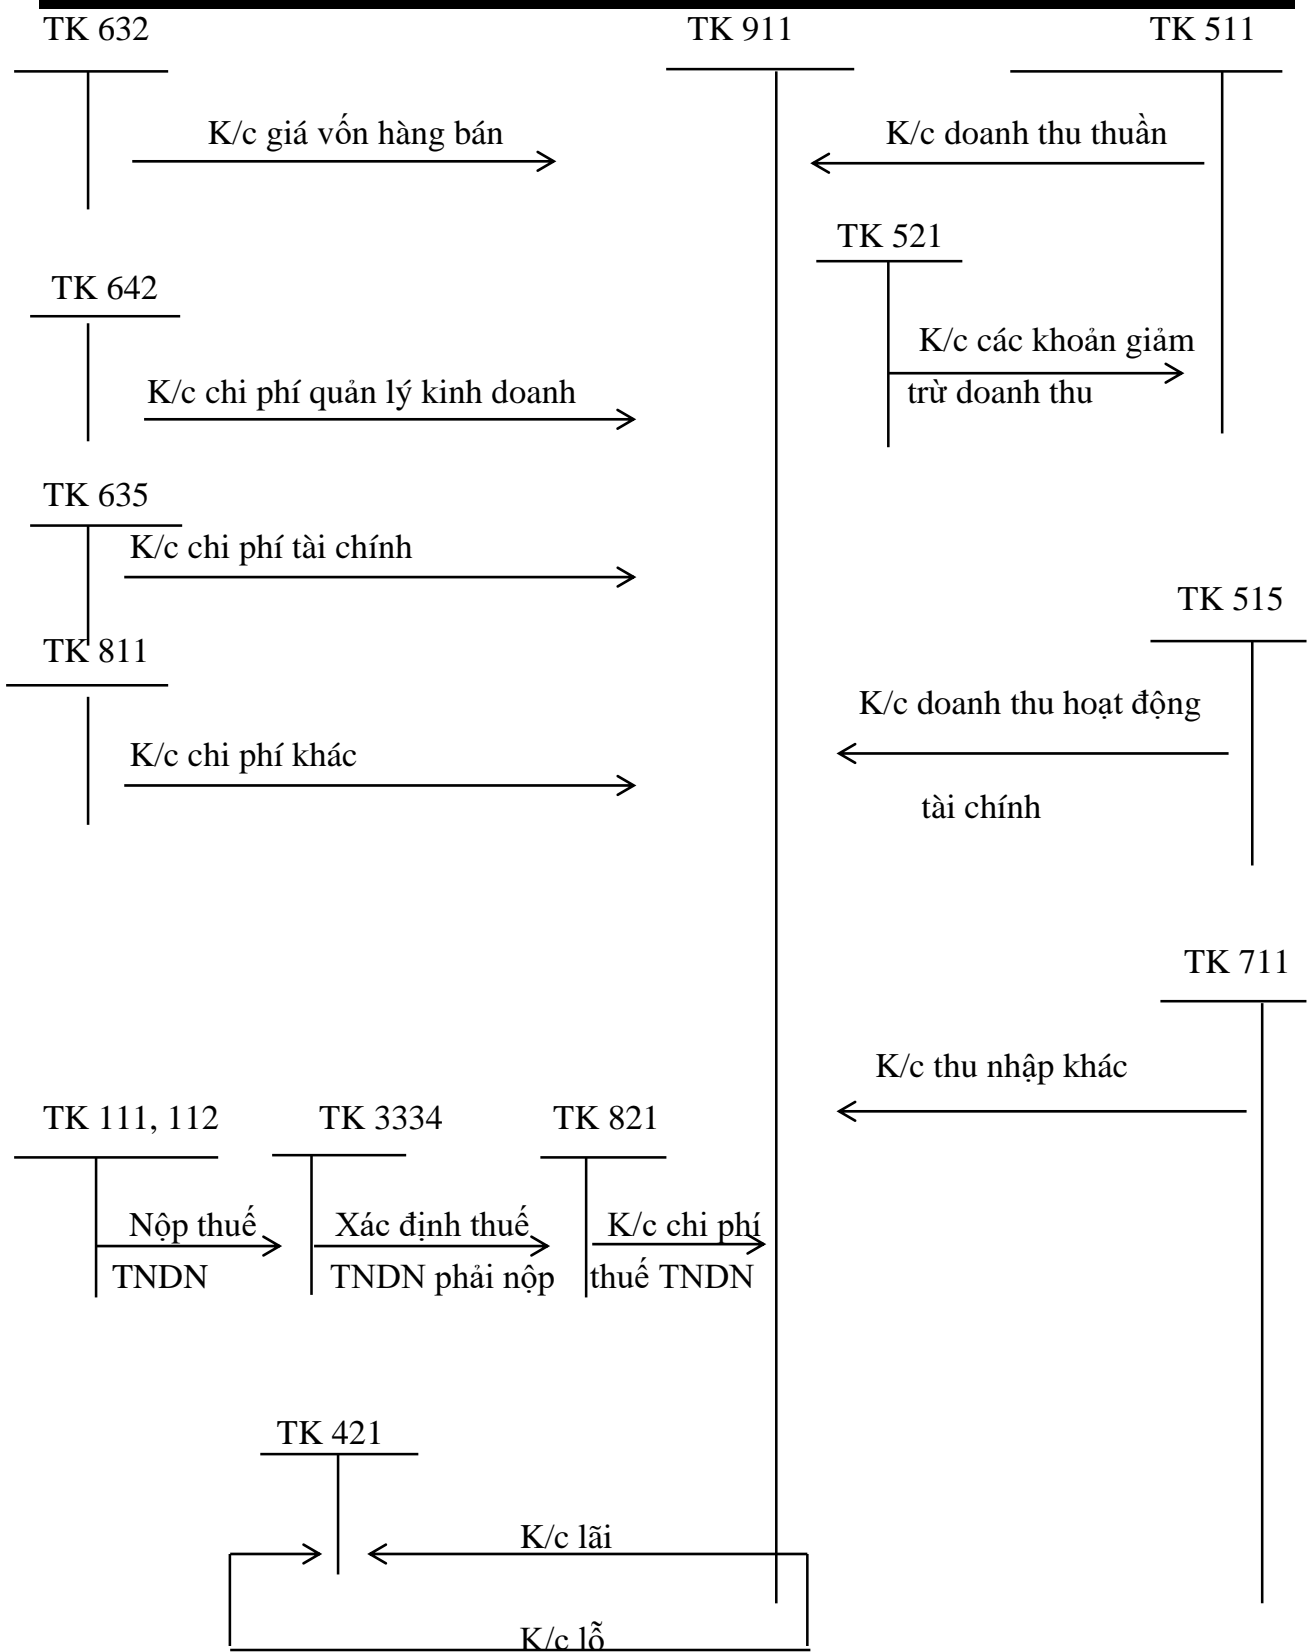 TK 632
TK 911
TK 511
K/c giá vốn hàng bán
K/c doanh thu thuần
TK 521
TK 642
K/c các khoản giảm
trừ doanh thu
K/c chi phí quản lý kinh doanh
TK 635
K/c chi phí tài chính
TK 515
TK 811
K/c doanh thu hoạt động
tài chính
K/c chi phí khác
TK 711
K/c thu nhập khác
TK 111, 112
TK 3334
TK 821
Nộp thuế
TNDN
Xác định thuế
TNDN phải nộp
K/c chi phí
thuế TNDN
TK 421
K/c lãi
K/c lỗ